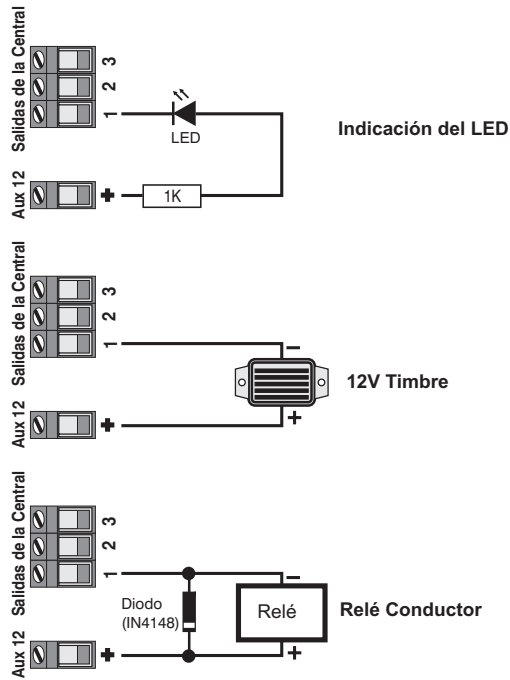 Salidas de la Central
3
2
1
LED
Indicación del LED
Aux 12
+
1K
Salidas de la Central
3
2
1
−
12V Timbre
Aux 12
+
+
Salidas de la Central
3
2
1
−
Diodo
(IN4148)
Relé
Relé Conductor
Aux 12
+
+